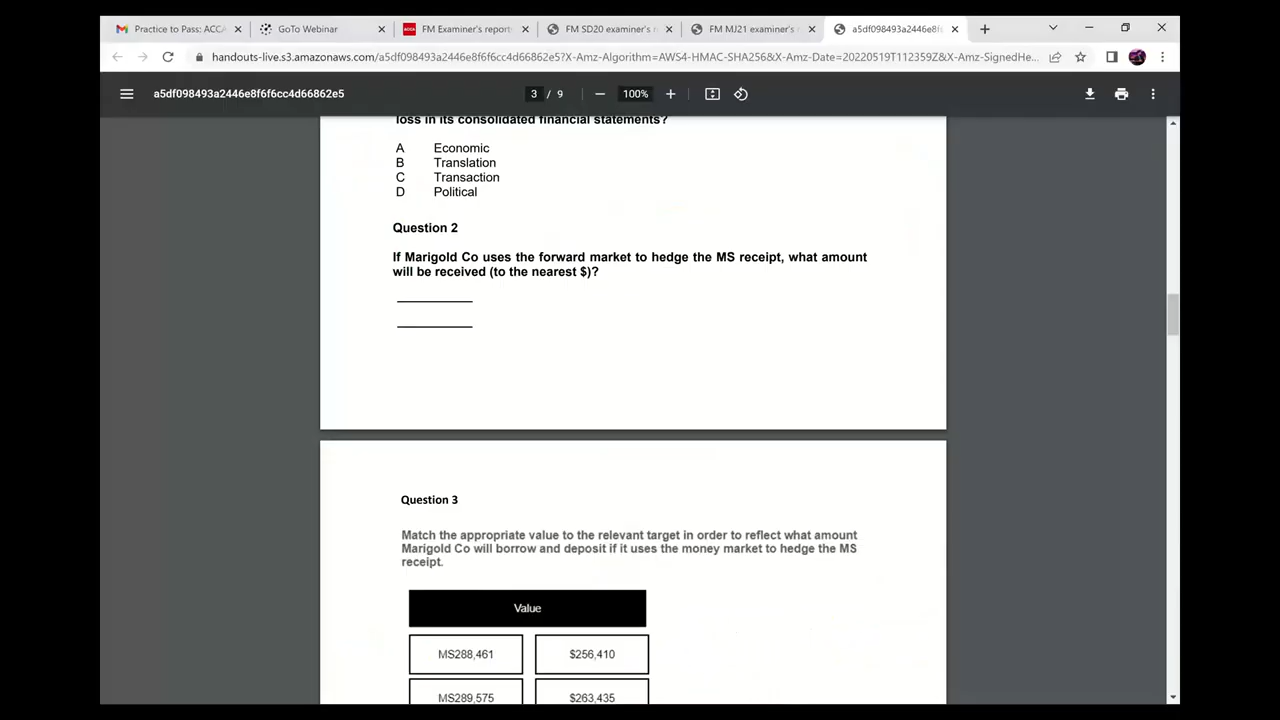 Practice to Pass: ACCA
GoTo Webinar
FM Examiner's report
FM SD20 examiner's r
FM MJ21 examiner's r
a5df098493a2446e8f6f
handouts-live.s3.amazonaws.com/a5df098493a2446e8f6f6cc4d66862e5?X-Amz-Algorithm=AWS4-HMAC-SHA256&X-Amz-Date=20220519T112359Z&X-Amz-SignedHe...
a5df098493a2446e8f6f6cc4d66862e5
3 / 9
100%
loss in its consolidated financial statements?
A Economic
B Translation
C Transaction
D Political
Question 2
If Marigold Co uses the forward market to hedge the MS receipt, what amount
will be received (to the nearest $)?
Question 3
Match the appropriate value to the relevant target in order to reflect what amount
Marigold Co will borrow and deposit if it uses the money market to hedge the MS
receipt.
Value
MS288,461 $256,410
MS289,575 $263,435